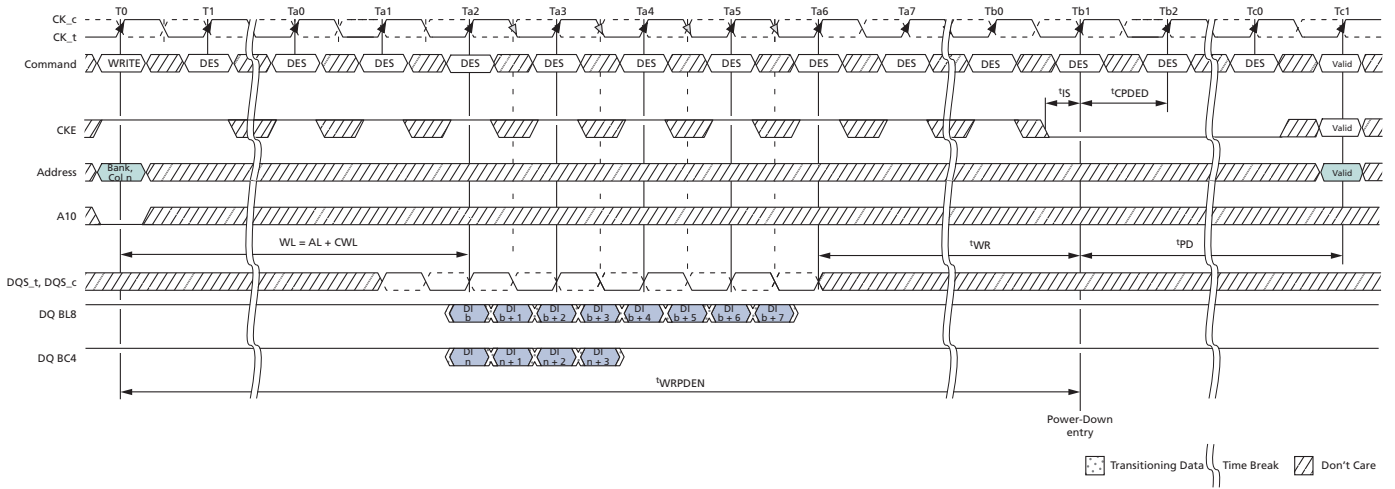 T0 T1 Ta0 Ta1 Ta2 Ta3 Ta4 Ta5 Ta6 Ta7 Tb0 Tb1 Tb2 Tc0 Tc1
CK_c
CK_t
Command WRITE DES DES DES DES DES DES DES DES DES DES DES DES DES Valid
tIS tCPDED
CKE Valid
Address Bank, Col n Valid
A10
WL = AL + CWL tWR tPD
DQS_t, DQS_c
DQ BL8 DI b DI b + 1 DI b + 2 DI b + 3 DI b + 4 DI b + 5 DI b + 6 DI b + 7
DQ BC4 DI n DI n + 1 DI n + 2 DI n + 3
tWRPDEN
Power-Down
entry
Transitioning Data Time Break Don't Care